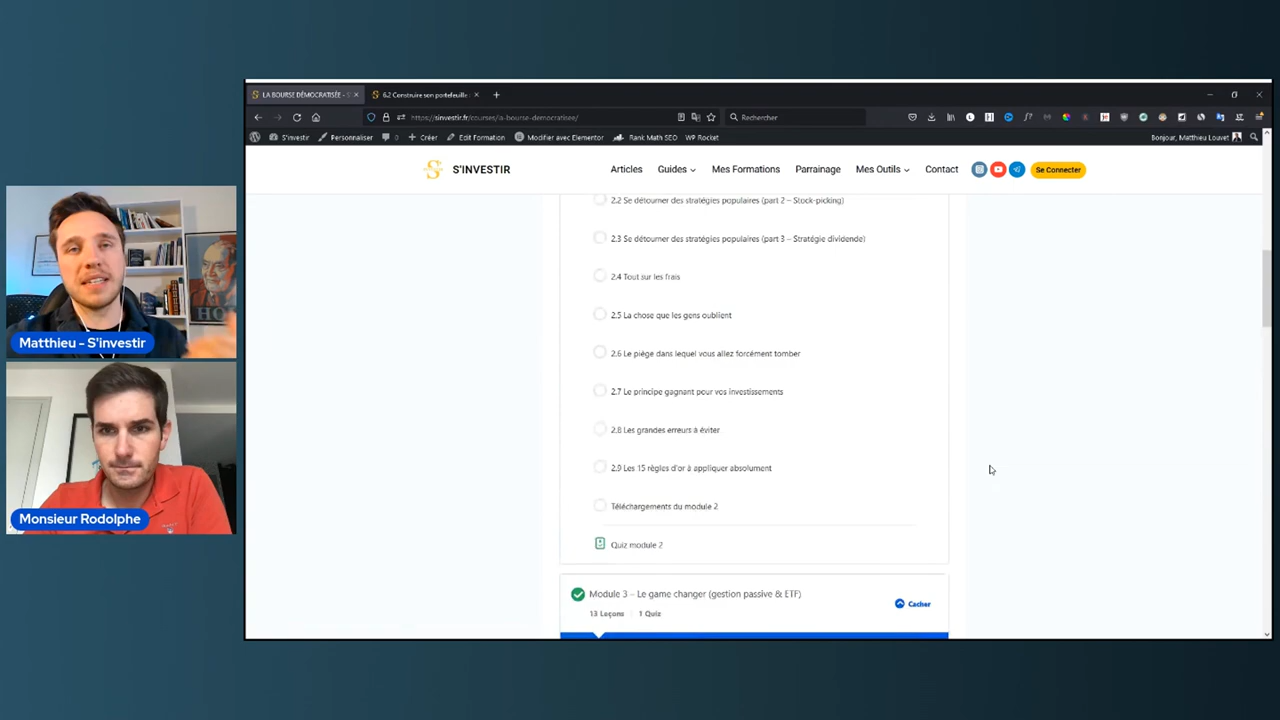 LA BOURSE DÉMOCRATISÉE - S
6.2 Construire son portefeuille
https://sinvestir.fr/courses/la-bourse-democratisee/
Rechercher
S'investir
Personnaliser
0
Créer
Edit Formation
Modifier avec Elementor
Rank Math SEO
WP Rocket
Bonjour, Matthieu Louvet
S'INVESTIR
Articles
Guides
Mes Formations
Parrainage
Mes Outils
Contact
Se Connecter
2.2 Se détourner des stratégies populaires (part 2 – Stock-picking)
2.3 Se détourner des stratégies populaires (part 3 – Stratégie dividende)
2.4 Tout sur les frais
2.5 La chose que les gens oublient
2.6 Le piège dans lequel vous allez forcément tomber
2.7 Le principe gagnant pour vos investissements
2.8 Les grandes erreurs à éviter
2.9 Les 15 règles d'or à appliquer absolument
Téléchargements du module 2
Quiz module 2
Module 3 – Le game changer (gestion passive & ETF)
13 Leçons
1 Quiz
Cacher
Matthieu - S'investir
Monsieur Rodolphe